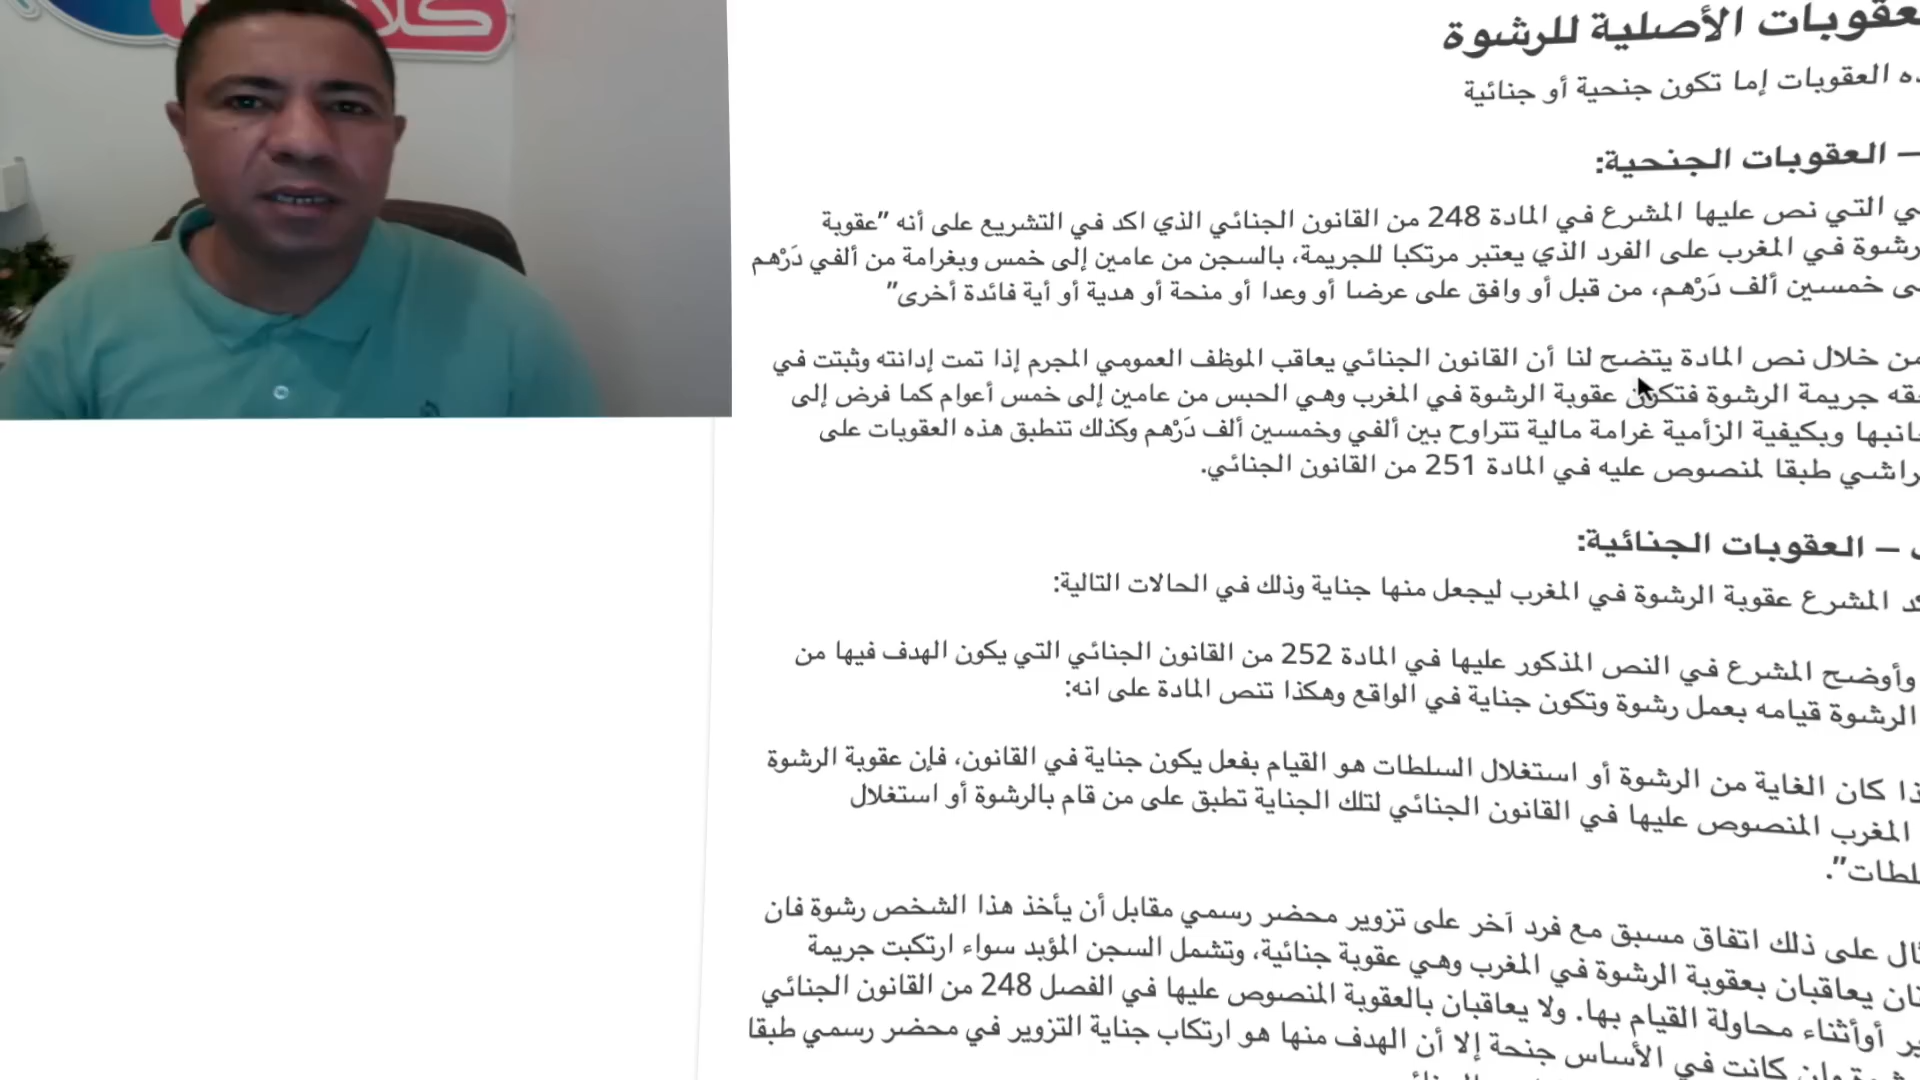 كلا
العقوبات الأصلية للرشوة
العقوبات إما تكون جنحية أو جنائية
– العقوبات الجنحية:
التي نص عليها المشرع في المادة 248 من القانون الجنائي الذي اكد في التشريع على أنه ”عقوبة
في المغرب على الفرد الذي يعتبر مرتكبا للجريمة، بالسجن من عامين إلى خمس وبغرامة من ألفي دَرْهم
خمسين ألف دَرْهم، من قبل أو وافق على عرضا أو وعدا أو منحة أو هدية أو أية فائدة أخرى”
من خلال نص المادة يتضح لنا أن القانون الجنائي يعاقب الموظف العمومي المجرم إذا تمت إدانته وثبتت في
جريمة الرشوة فتكون عقوبة الرشوة في المغرب وهي الحبس من عامين إلى خمس أعوام كما فرض إلى
وبكيفية الزأمية غرامة مالية تتراوح بين ألفي وخمسين ألف دَرْهم وكذلك تنطبق هذه العقوبات على
طبقا لمنصوص عليه في المادة 251 من القانون الجنائي.
– العقوبات الجنائية:
المشرع عقوبة الرشوة في المغرب ليجعل منها جناية وذلك في الحالات التالية:
وأوضح المشرع في النص المذكور عليها في المادة 252 من القانون الجنائي التي يكون الهدف فيها من
الرشوة قيامه بعمل رشوة وتكون جناية في الواقع وهكذا تنص المادة على انه:
كان الغاية من الرشوة أو استغلال السلطات هو القيام بفعل يكون جناية في القانون، فإن عقوبة الرشوة
المغرب المنصوص عليها في القانون الجنائي لتلك الجناية تطبق على من قام بالرشوة أو استغلال
لطات”.
على ذلك اتفاق مسبق مع فرد آخر على تزوير محضر رسمي مقابل أن يأخذ هذا الشخص رشوة فان
يعاقبان بعقوبة الرشوة في المغرب وهي عقوبة جنائية، وتشمل السجن المؤبد سواء ارتكبت جريمة
أوأثناء محاولة القيام بها. ولا يعاقبان بالعقوبة المنصوص عليها في الفصل 248 من القانون الجنائي
وإن كانت في الأساس جنحة إلا أن الهدف منها هو ارتكاب جناية التزوير في محضر رسمي طبقا